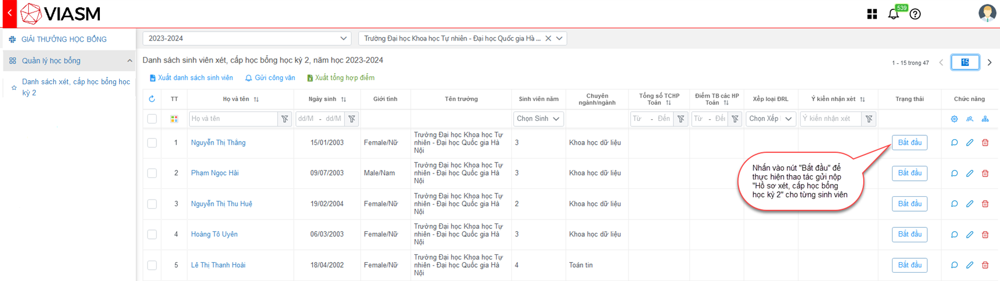 VIASM
539
GIẢI THƯỞNG HỌC BỔNG
Quản lý học bổng
Danh sách xét, cấp học bổng học
kỳ 2
2023-2024
Trường Đại học Khoa học Tự nhiên - Đại học Quốc gia Hà ...
Danh sách sinh viên xét, cấp học bổng học kỳ 2, năm học 2023-2024
1 - 15 trong 47
15
Xuất danh sách sinh viên
Gửi công văn
Xuất tổng hợp điểm
TT
Họ và tên
Ngày sinh
Giới tính
Tên trường
Sinh viên năm
Chuyên
ngành/ngành
Tổng số TCHP
Toán
Điểm TB các HP
Toán
Xếp loại ĐRL
Ý kiến nhận xét
Trạng thái
Chức năng
Họ và tên
dd/M - dd/M
Chọn Sinh
Từ - Đến
Từ - Đế
Chọn Xếp
Ý kiến nhận xét
1
Nguyễn Thị Thắng
15/01/2003
Female/Nữ
Trường Đại học Khoa học Tự
nhiên - Đại học Quốc gia Hà
Nội
3
Khoa học dữ liệu
Bắt đầu
2
Phạm Ngọc Hải
09/07/2003
Male/Nam
Trường Đại học Khoa học Tự
nhiên - Đại học Quốc gia Hà
Nội
3
Khoa học dữ liệu
Bắt đầu
3
Nguyễn Thị Thu Huệ
19/02/2004
Female/Nữ
Trường Đại học Khoa học Tự
nhiên - Đại học Quốc gia Hà
Nội
2
Khoa học dữ liệu
Bắt đầu
4
Hoàng Tô Uyên
06/03/2003
Female/Nữ
Trường Đại học Khoa học Tự
nhiên - Đại học Quốc gia Hà
Nội
3
Khoa học dữ liệu
Bắt đầu
5
Lê Thị Thanh Hoài
18/04/2002
Female/Nữ
Trường Đại học Khoa học Tự
nhiên - Đại học Quốc gia Hà
Nội
4
Toán tin
Bắt đầu
Nhấn vào nút "Bắt đầu" để
thực hiện thao tác gửi nộp
"Hồ sơ xét, cấp học bổng
học kỳ 2" cho từng sinh viên